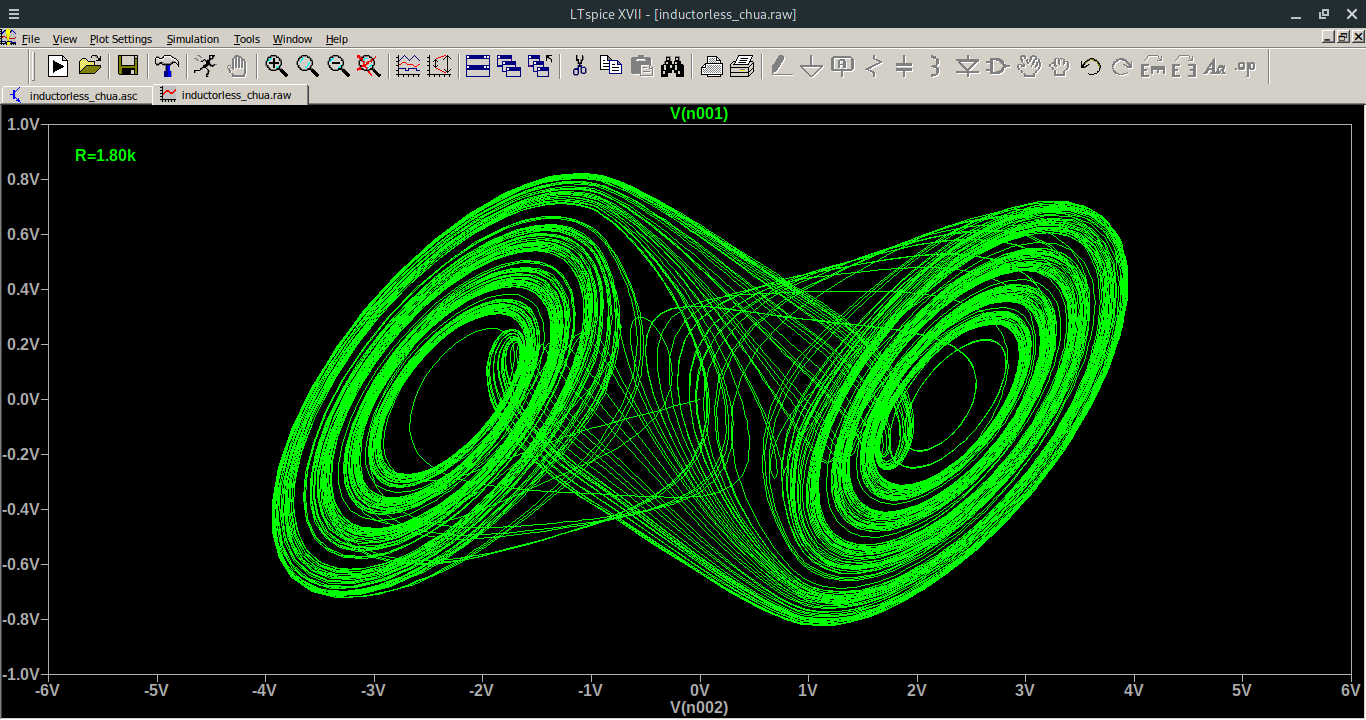 LTspice XVII - [inductorless_chua.raw]
File View Plot Settings Simulation Tools Window Help
Aa .op
inductorless_chua.asc inductorless_chua.raw
V(n001)
1.0V
R=1.80k
0.8V
0.6V
0.4V
0.2V
0.0V
-0.2V
-0.4V
-0.6V
-0.8V
-1.0V
-6V -5V -4V -3V -2V -1V 0V 1V 2V 3V 4V 5V 6V
V(n002)